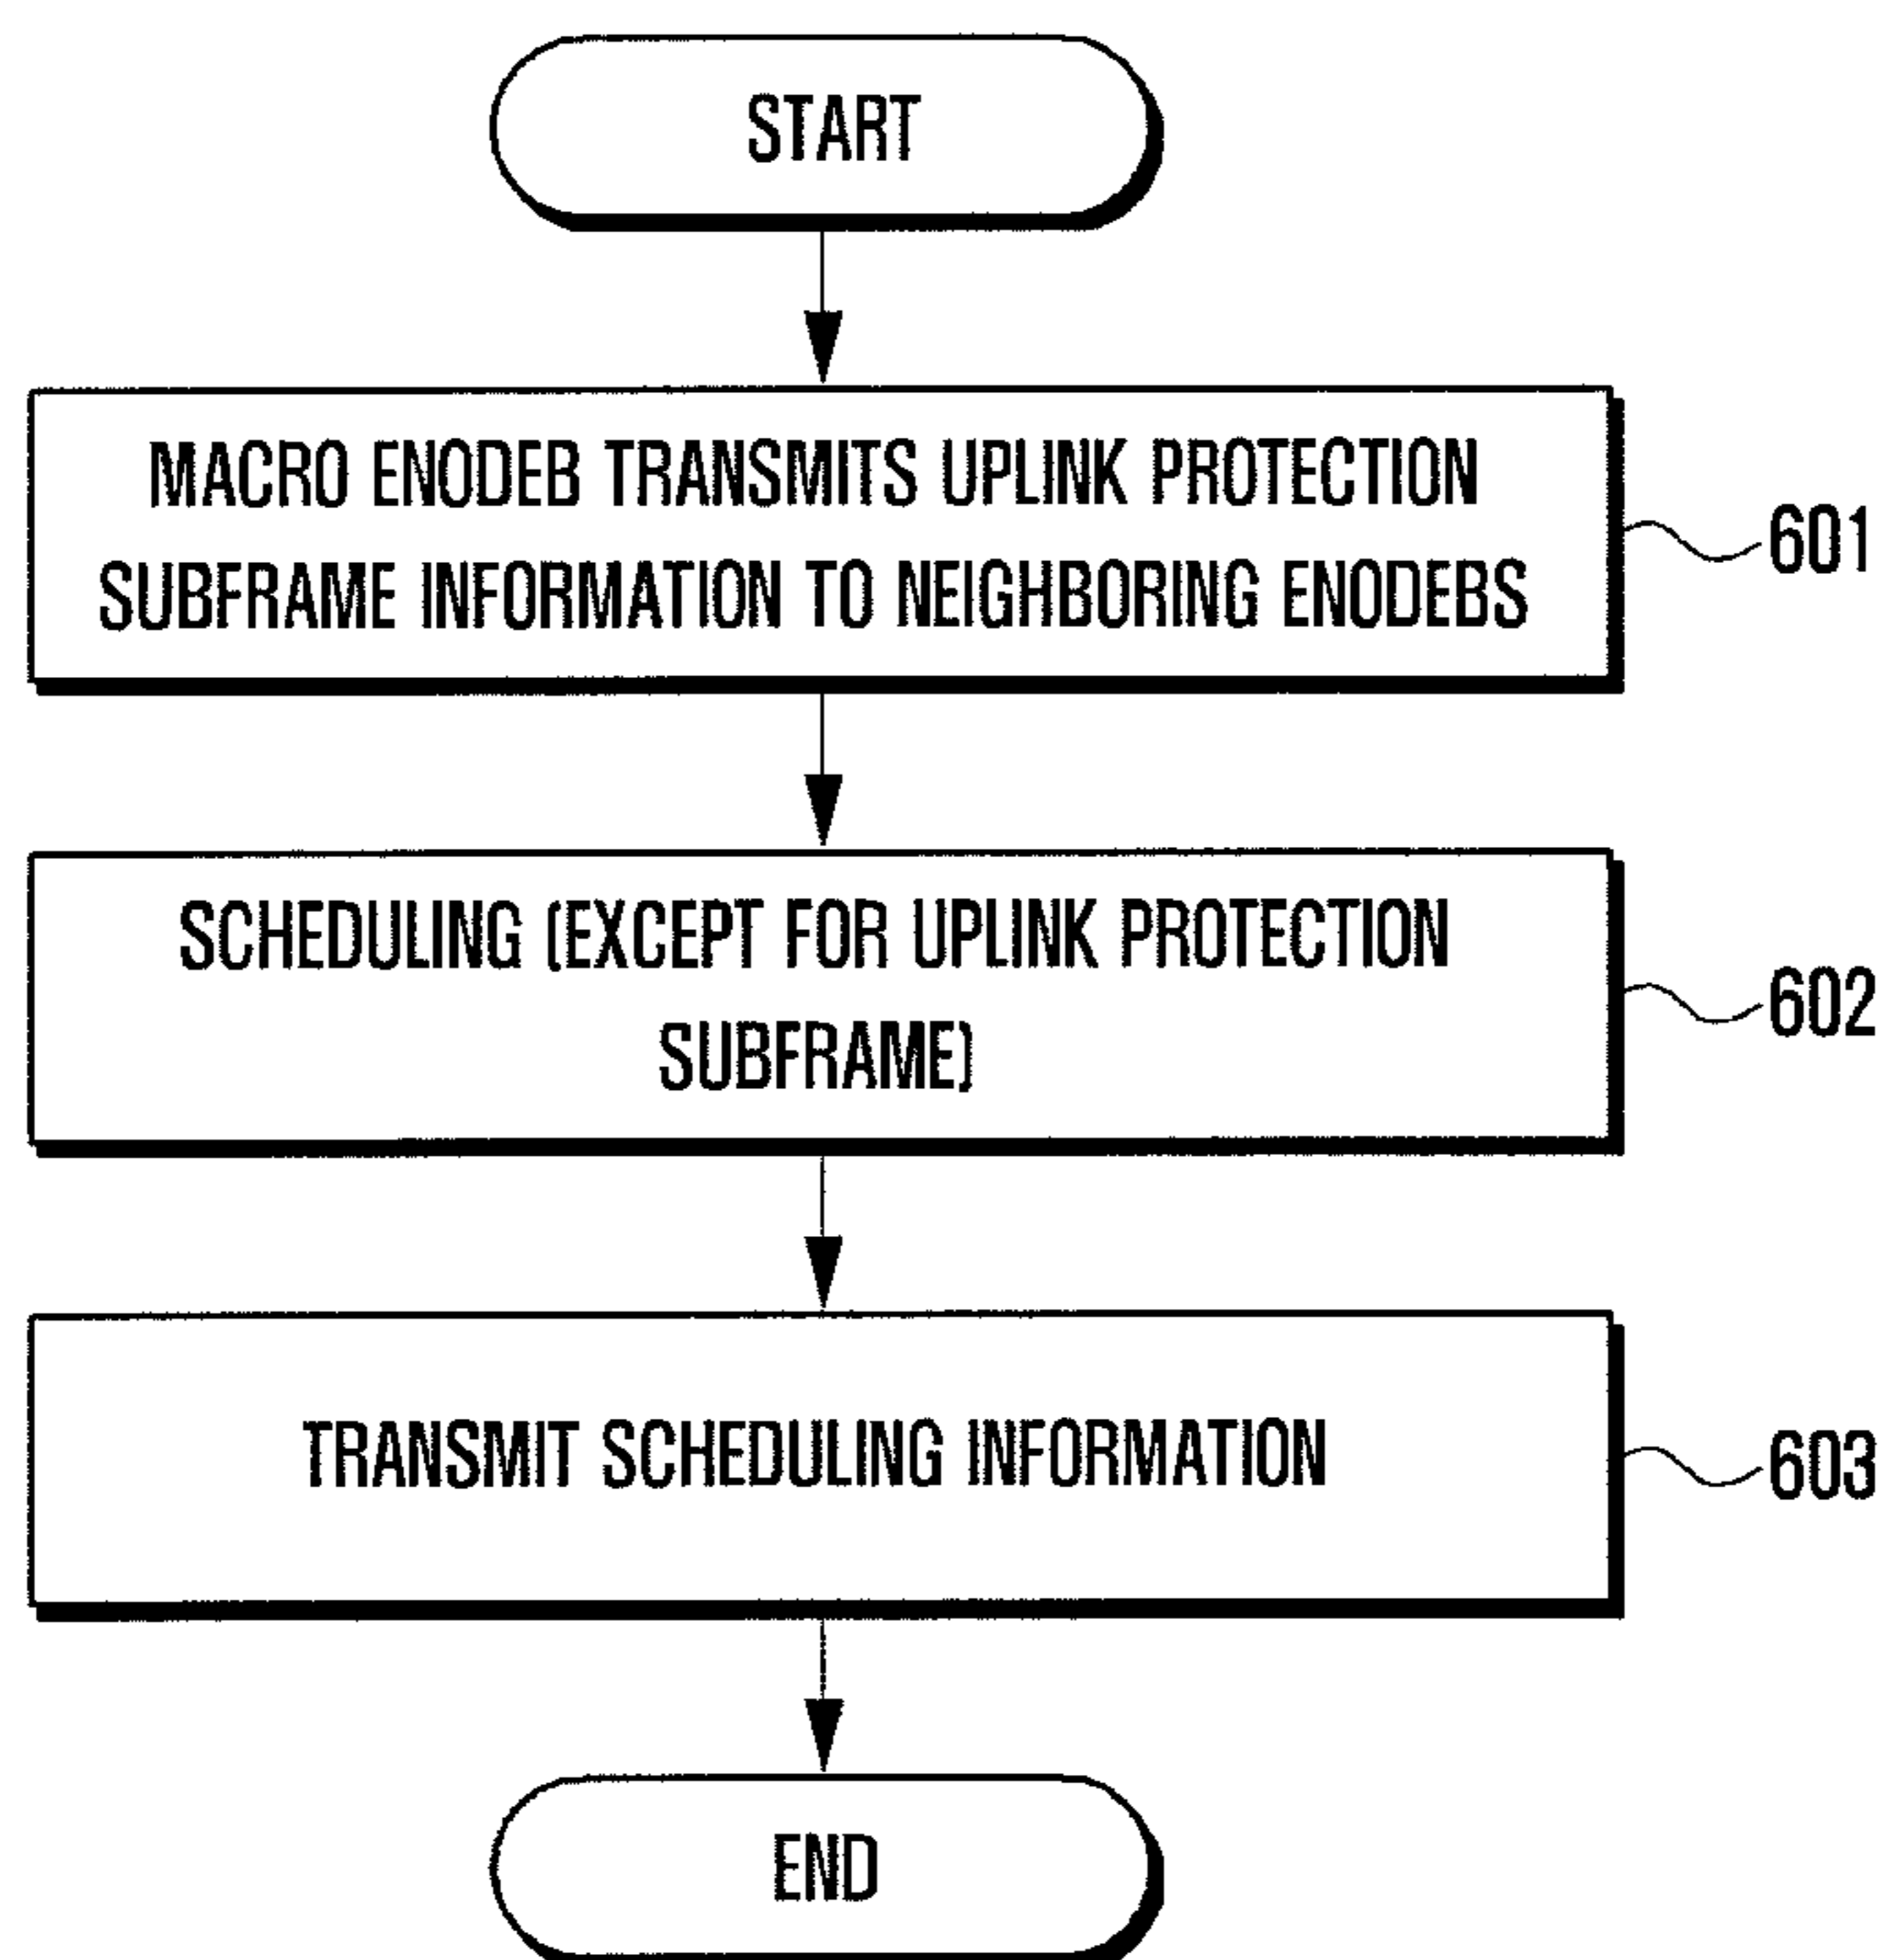 START
MACRO ENODEB TRANSMITS UPLINK PROTECTION
SUBFRAME INFORMATION TO NEIGHBORING ENODEBS
601
SCHEDULING (EXCEPT FOR UPLINK PROTECTION
SUBFRAME)
602
TRANSMIT SCHEDULING INFORMATION
603
END